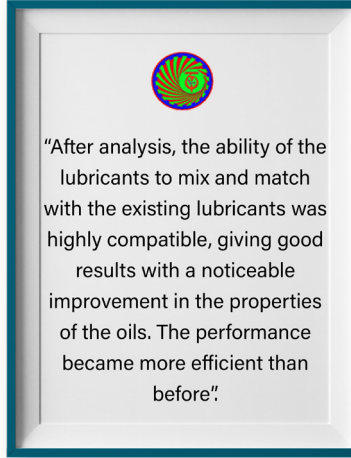 “After analysis, the ability of the
lubricants to mix and match
with the existing lubricants was
highly compatible, giving good
results with a noticeable
improvement in the properties
of the oils. The performance
became more efficient than
before”.